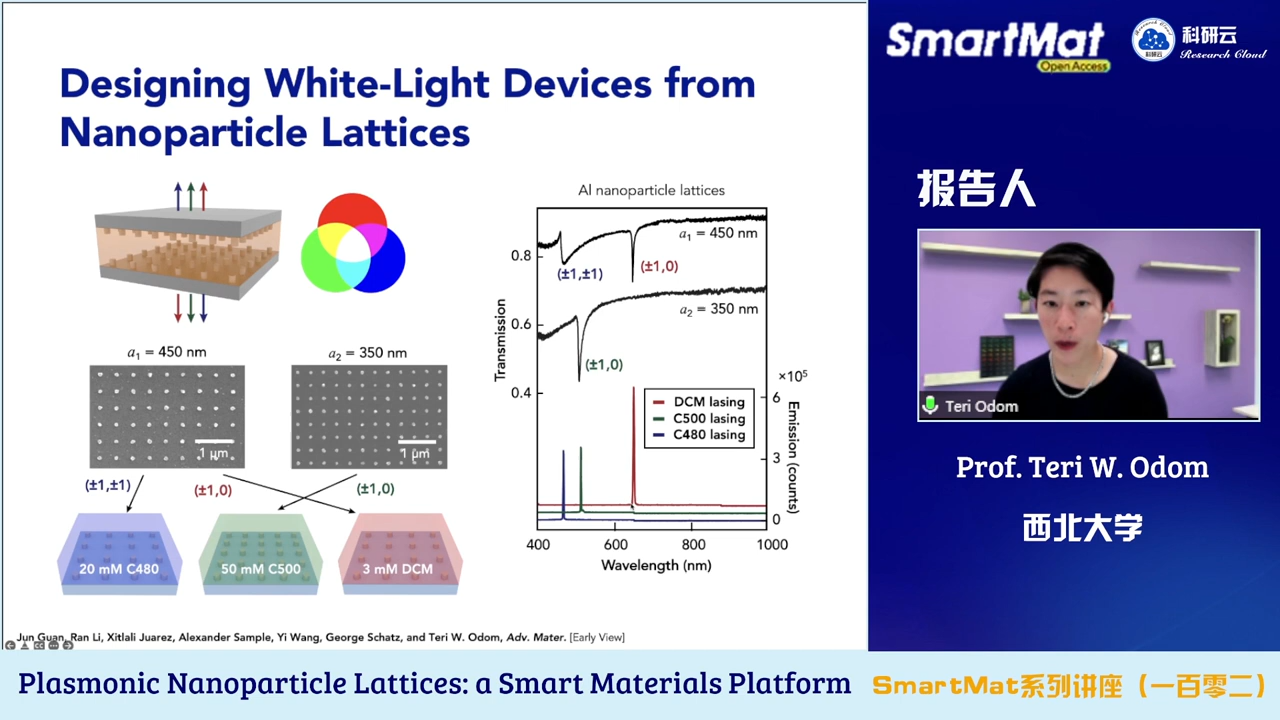 Designing White-Light Devices from
Nanoparticle Lattices
a₁ = 450 nm
a₂ = 350 nm
1 μm
1 μm
(±1,±1)
(±1,0)
(±1,0)
20 mM C480
50 mM C500
3 mM DCM
Al nanoparticle lattices
a₁ = 450 nm
(±1,±1)
(±1,0)
a₂ = 350 nm
(±1,0)
Transmission
0.8
0.6
0.4
×10⁵
6
3
0
Emission (counts)
DCM lasing
C500 lasing
C480 lasing
400
600
800
1000
Wavelength (nm)
Jun Guan, Ran Li, Xitlali Juarez, Alexander Sample, Yi Wang, George Schatz, and Teri W. Odom, Adv. Mater. [Early View]
SmartMat
Open Access
科研云
Research Cloud
报告人
Teri Odom
Prof. Teri W. Odom
西北大学
Plasmonic Nanoparticle Lattices: a Smart Materials Platform
SmartMat系列讲座（一百零二）